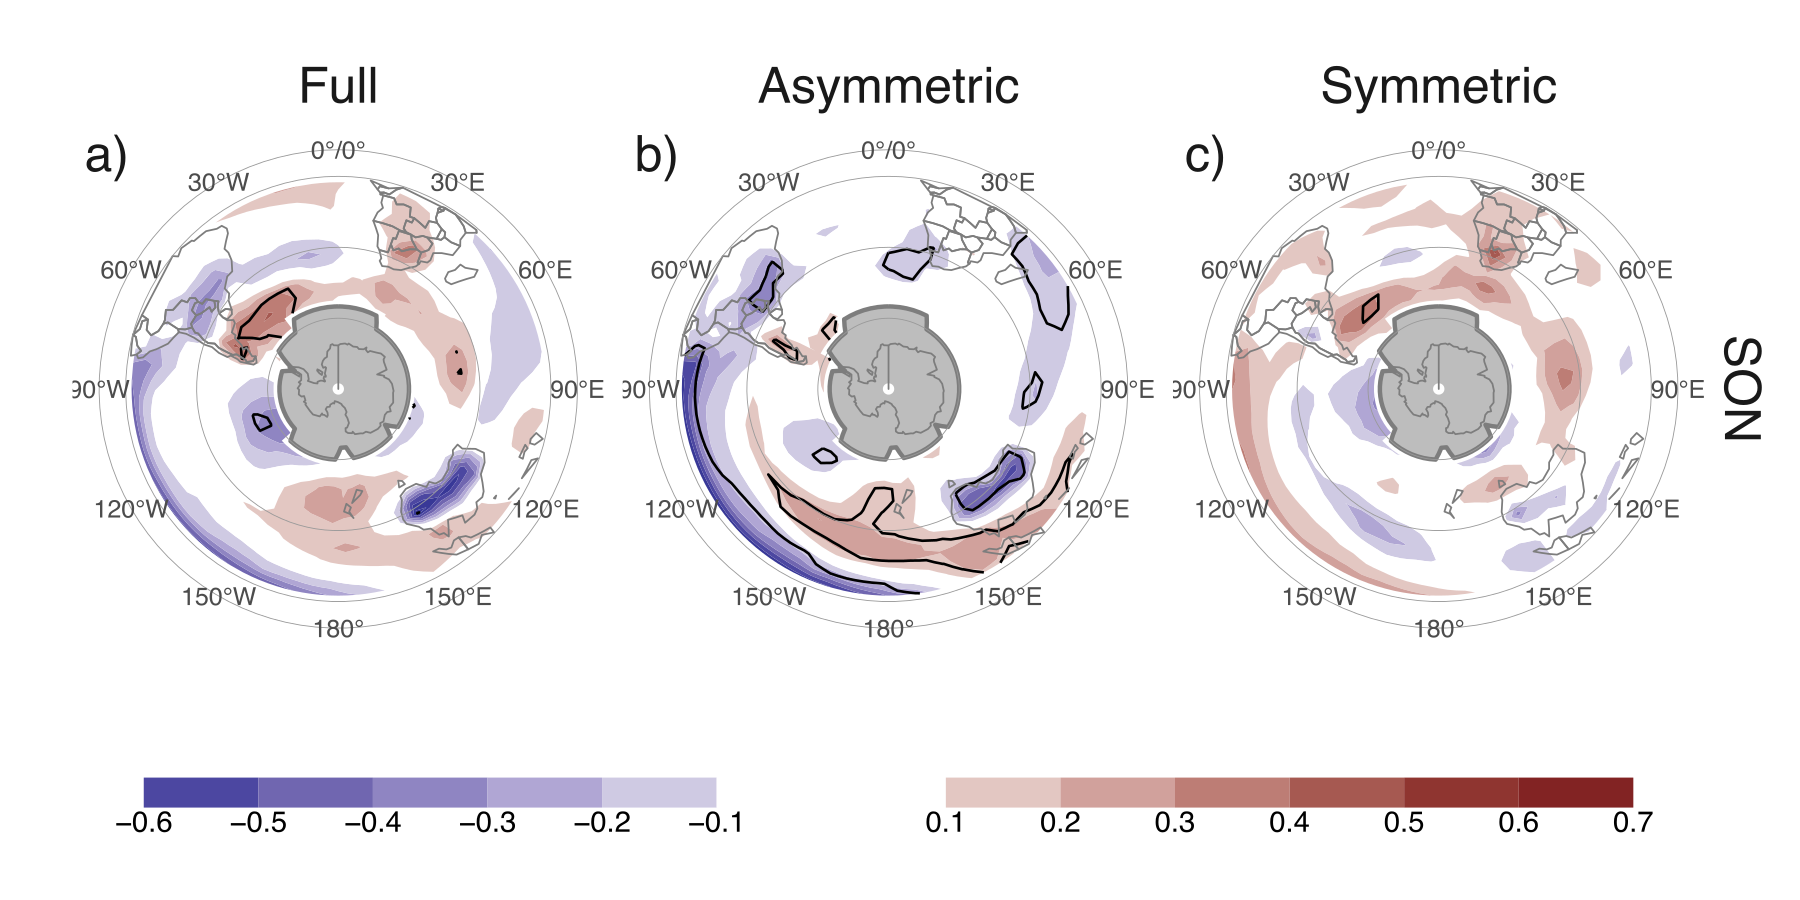 Full Asymmetric Symmetric
a) b) c)
0°/0° 0°/0° 0°/0°
30°W 30°E 30°W 30°E 30°W 30°E
60°W 60°E 60°W 60°E 60°W 60°E
90°W 90°E 90°W 90°E 90°W 90°E
SON
120°W 120°E 120°W 120°E 120°W 120°E
150°W 150°E 150°W 150°E 150°W 150°E
180° 180° 180°
−0.6 −0.5 −0.4 −0.3 −0.2 −0.1 0.1 0.2 0.3 0.4 0.5 0.6 0.7